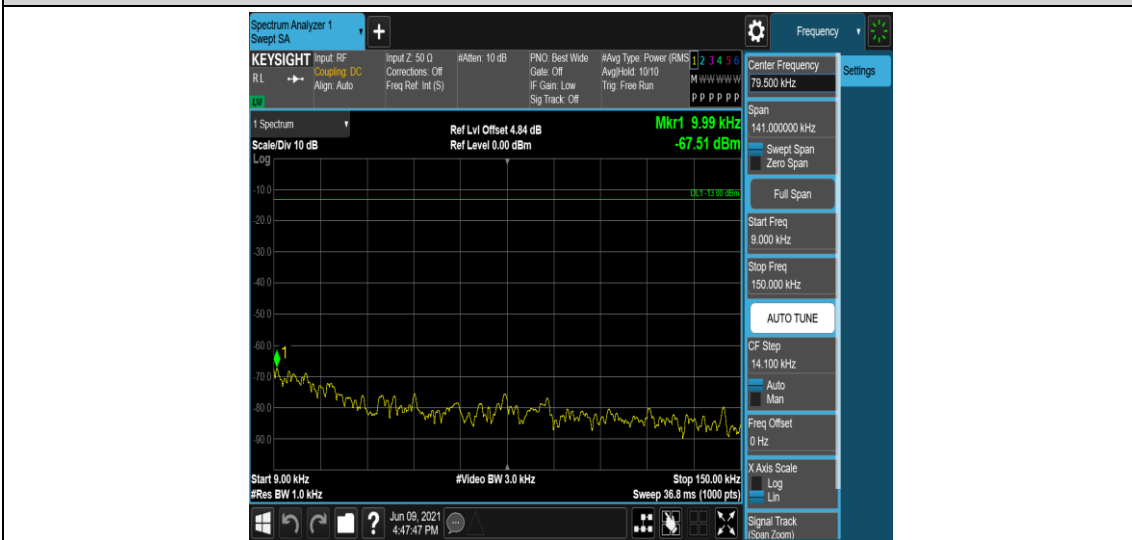 Spectrum Analyzer 1
Swept SA
+
Frequency
KEYSIGHT
Input: RF
Coupling: DC
Align: Auto
Input Z: 50 Ω
Corrections: Off
Freq Ref: Int (S)
#Atten: 10 dB
PNO: Best Wide
Gate: Off
IF Gain: Low
Sig Track: Off
#Avg Type: Power (RMS
Avg|Hold: 10/10
Trig: Free Run
1 2 3 4 5 6
M W W W W W
P P P P P P
RL
LXI
Center Frequency
79.500 kHz
Settings
1 Spectrum
Scale/Div 10 dB
Ref Lvl Offset 4.84 dB
Ref Level 0.00 dBm
Mkr1 9.99 kHz
-67.51 dBm
Span
141.000000 kHz
Swept Span
Zero Span
Log
-10.0
DL1 -13.00 dBm
-20.0
-30.0
-40.0
-50.0
-60.0
1
-70.0
-80.0
-90.0
Full Span
Start Freq
9.000 kHz
Stop Freq
150.000 kHz
AUTO TUNE
CF Step
14.100 kHz
Auto
Man
Freq Offset
0 Hz
X Axis Scale
Log
Lin
Signal Track
(Span Zoom)
Start 9.00 kHz
#Video BW 3.0 kHz
Stop 150.00 kHz
#Res BW 1.0 kHz
Sweep 36.8 ms (1000 pts)
?
Jun 09, 2021
4:47:47 PM